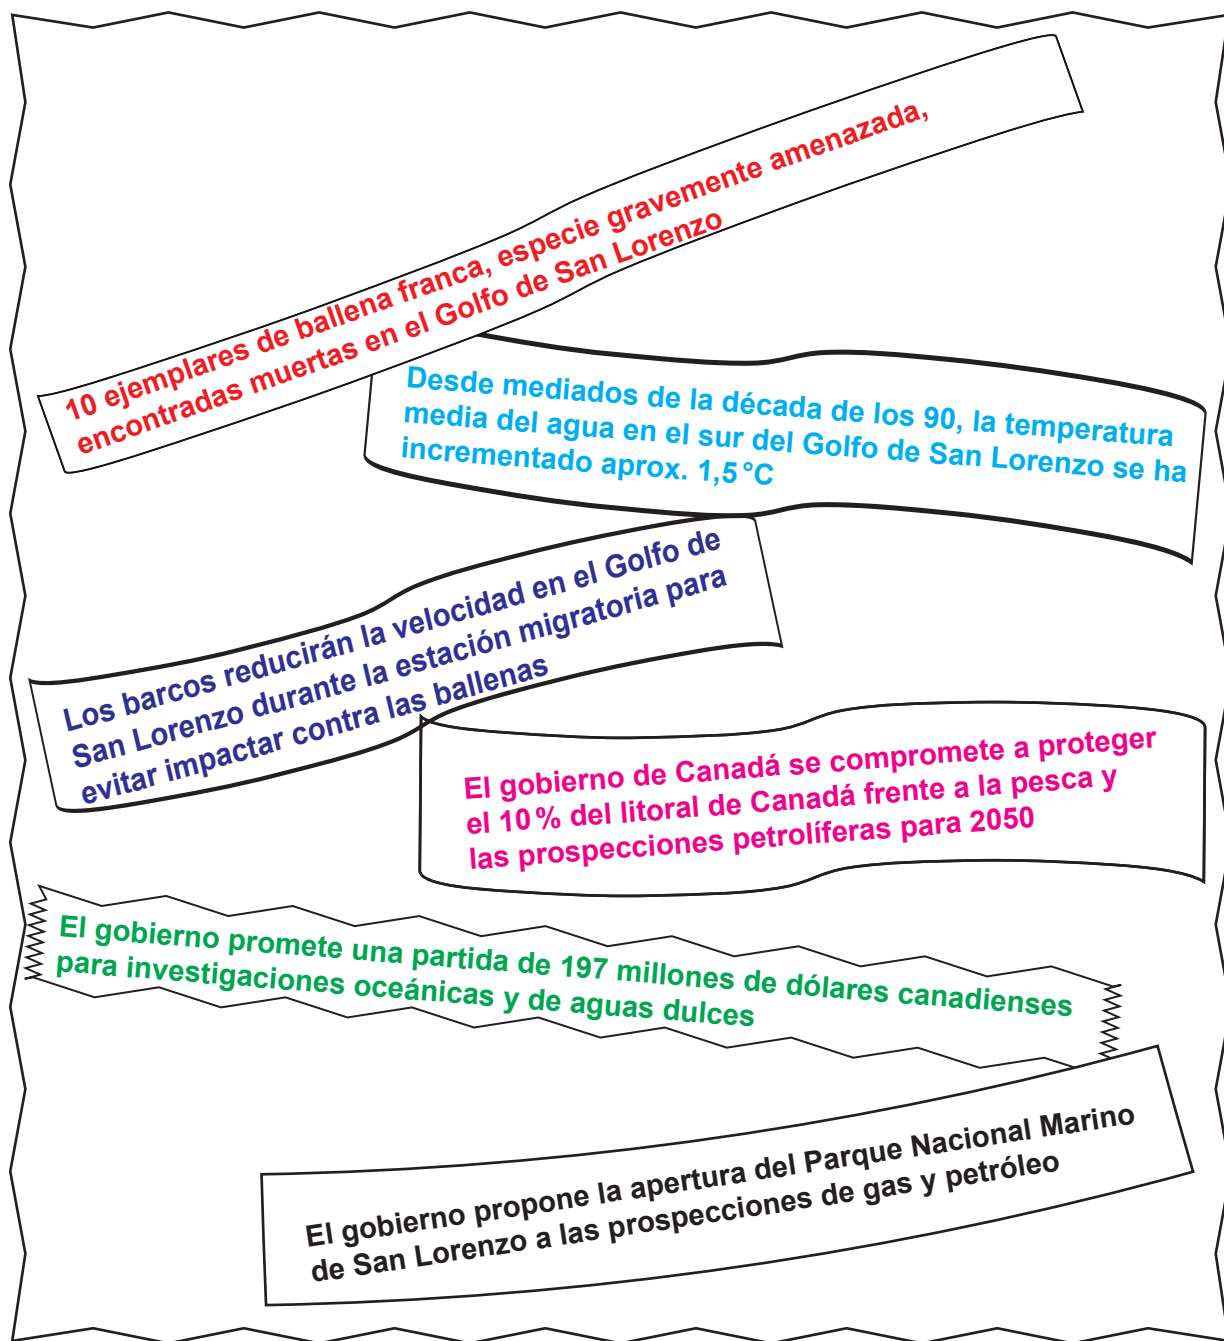 10 ejemplares de ballena franca, especie gravemente amenazada,
encontradas muertas en el Golfo de San Lorenzo
Desde mediados de la década de los 90, la temperatura
media del agua en el sur del Golfo de San Lorenzo se ha
incrementado aprox. 1,5 °C
Los barcos reducirán la velocidad en el Golfo de
San Lorenzo durante la estación migratoria para
evitar impactar contra las ballenas
El gobierno de Canadá se compromete a proteger
el 10 % del litoral de Canadá frente a la pesca y
las prospecciones petrolíferas para 2050
El gobierno promete una partida de 197 millones de dólares canadienses
para investigaciones oceánicas y de aguas dulces
El gobierno propone la apertura del Parque Nacional Marino
de San Lorenzo a las prospecciones de gas y petróleo